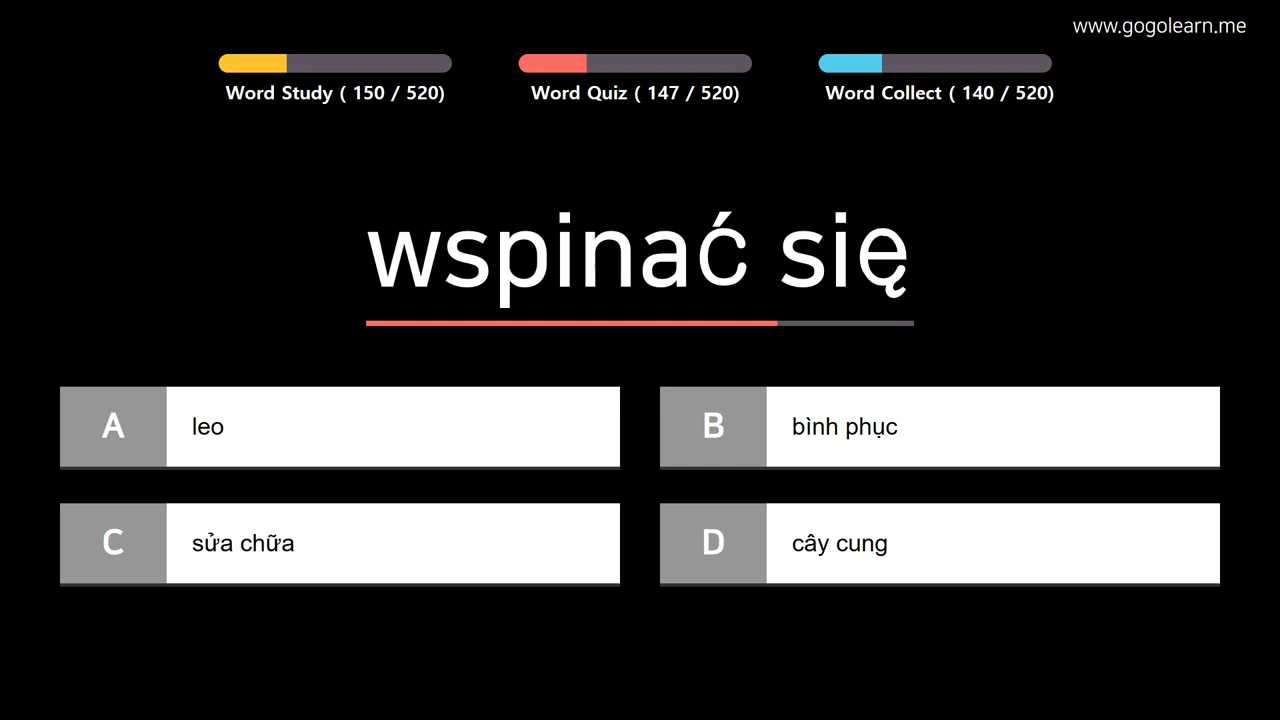 www.gogolearn.me
Word Study ( 150 / 520)
Word Quiz ( 147 / 520)
Word Collect ( 140 / 520)
wspinać się
A
leo
B
bình phục
C
sửa chữa
D
cây cung